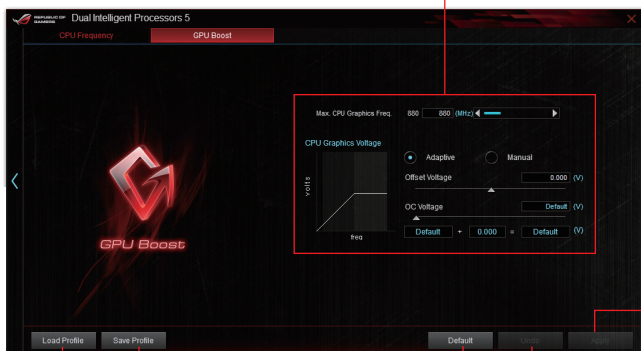 REPUBLIC OF GAMERS Dual Intelligent Processors 5
CPU Frequency GPU Boost
Max. CPU Graphics Freq. 880 880 (MHz)
CPU Graphics Voltage
Adaptive Manual
volts
Offset Voltage 0.000 (V)
OC Voltage Default (V)
Default + 0.000 = Default (V)
freq
GPU Boost
Load Profile Save Profile Default Undo Apply